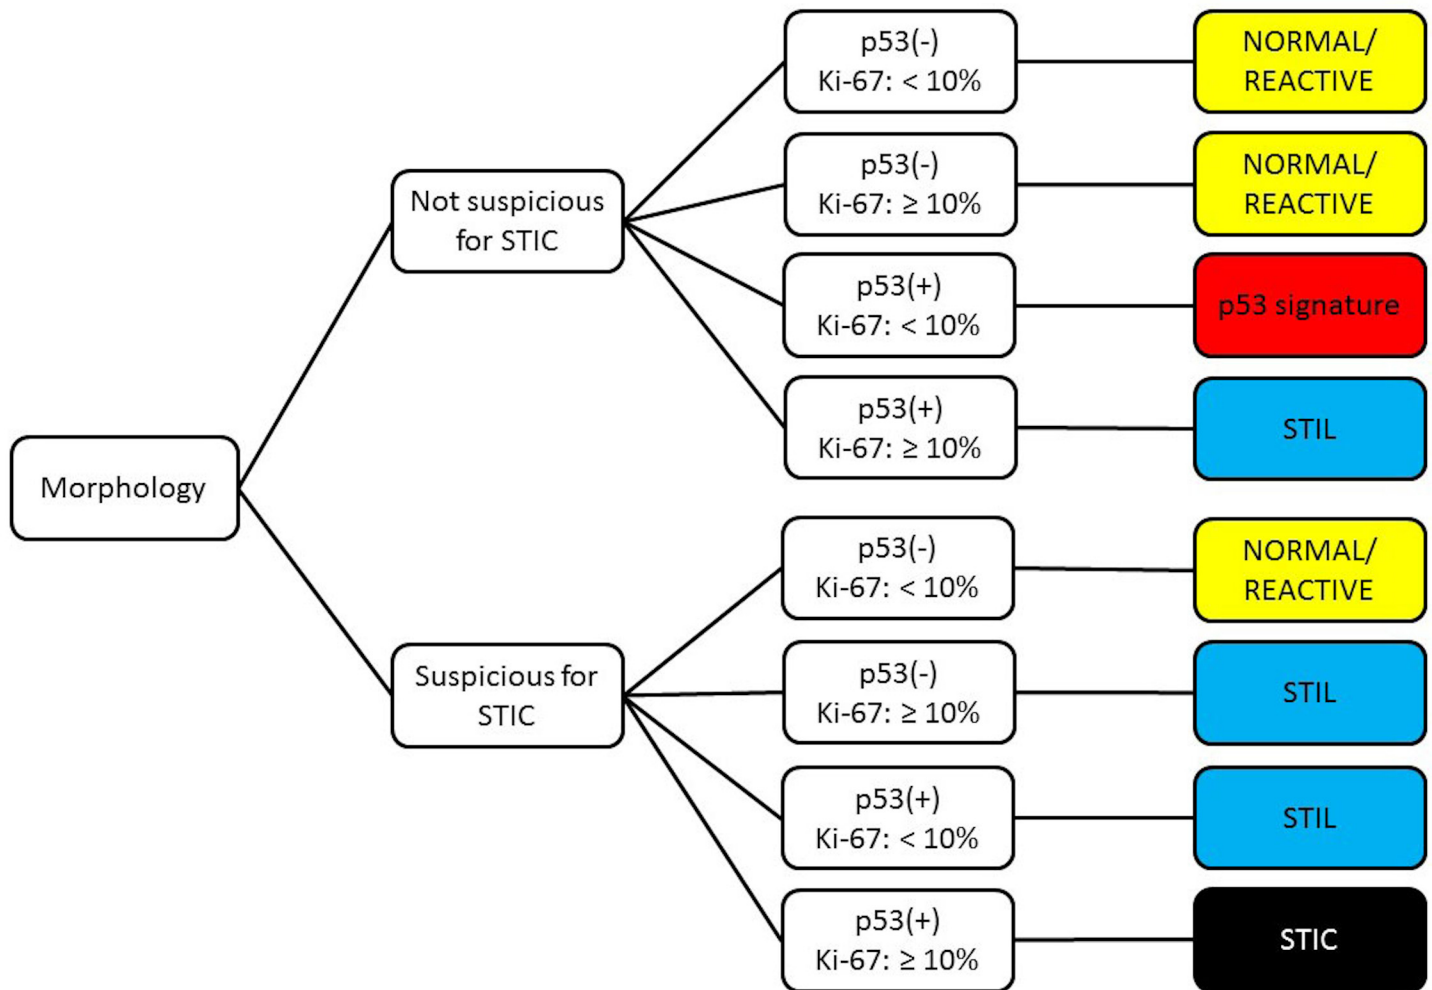 Morphology
Not suspicious
for STIC
p53(-)
Ki-67: < 10%
NORMAL/
REACTIVE
p53(-)
Ki-67: ≥ 10%
NORMAL/
REACTIVE
p53(+)
Ki-67: < 10%
p53 signature
p53(+)
Ki-67: ≥ 10%
STIL
Suspicious for
STIC
p53(-)
Ki-67: < 10%
NORMAL/
REACTIVE
p53(-)
Ki-67: ≥ 10%
STIL
p53(+)
Ki-67: < 10%
STIL
p53(+)
Ki-67: ≥ 10%
STIC